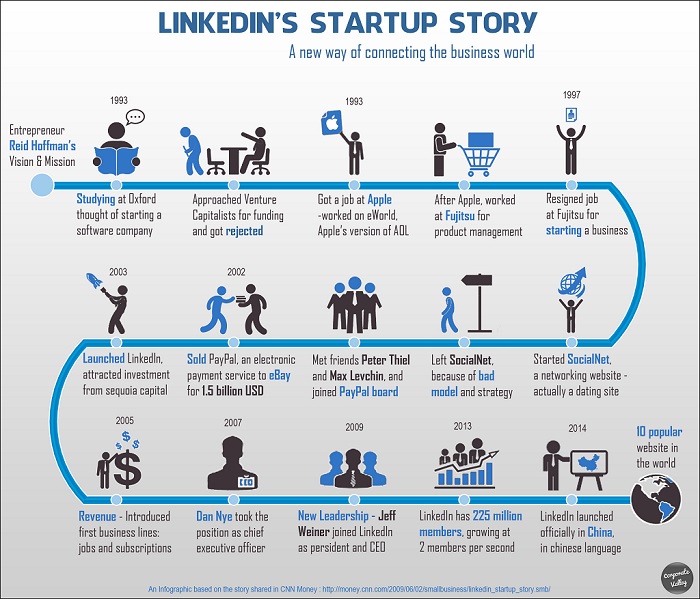 LINKEDIN'S STARTUP STORY
A new way of connecting the business world
Entrepreneur
Reid Hoffman's
Vision & Mission
1993
Studying at Oxford
thought of starting a
software company
Approached Venture
Capitalists for funding
and got rejected
1993
Got a job at Apple
-worked on eWorld,
Apple's version of AOL
After Apple, worked
at Fujitsu for
product management
1997
Resigned job
at Fujitsu for
starting a business
2003
Launched LinkedIn,
attracted investment
from sequoia capital
2002
Sold PayPal, an electronic
payment service to eBay
for 1.5 billion USD
Met friends Peter Thiel
and Max Levchin, and
joined PayPal board
Left SocialNet,
because of bad
model and strategy
Started SocialNet,
a networking website -
actually a dating site
2005
Revenue - Introduced
first business lines:
jobs and subscriptions
2007
CEO
Dan Nye took the
position as chief
executive officer
2009
New Leadership - Jeff
Weiner joined LinkedIn
as persident and CEO
2013
LinkedIn has 225 million
members, growing at
2 members per second
2014
LinkedIn launched
officially in China,
in chinese language
10 popular
website in
the world
Corporate
Valley
An Infographic based on the story shared in CNN Money : http://money.cnn.com/2009/06/02/smallbusiness/linkedin_startup_story.smb/